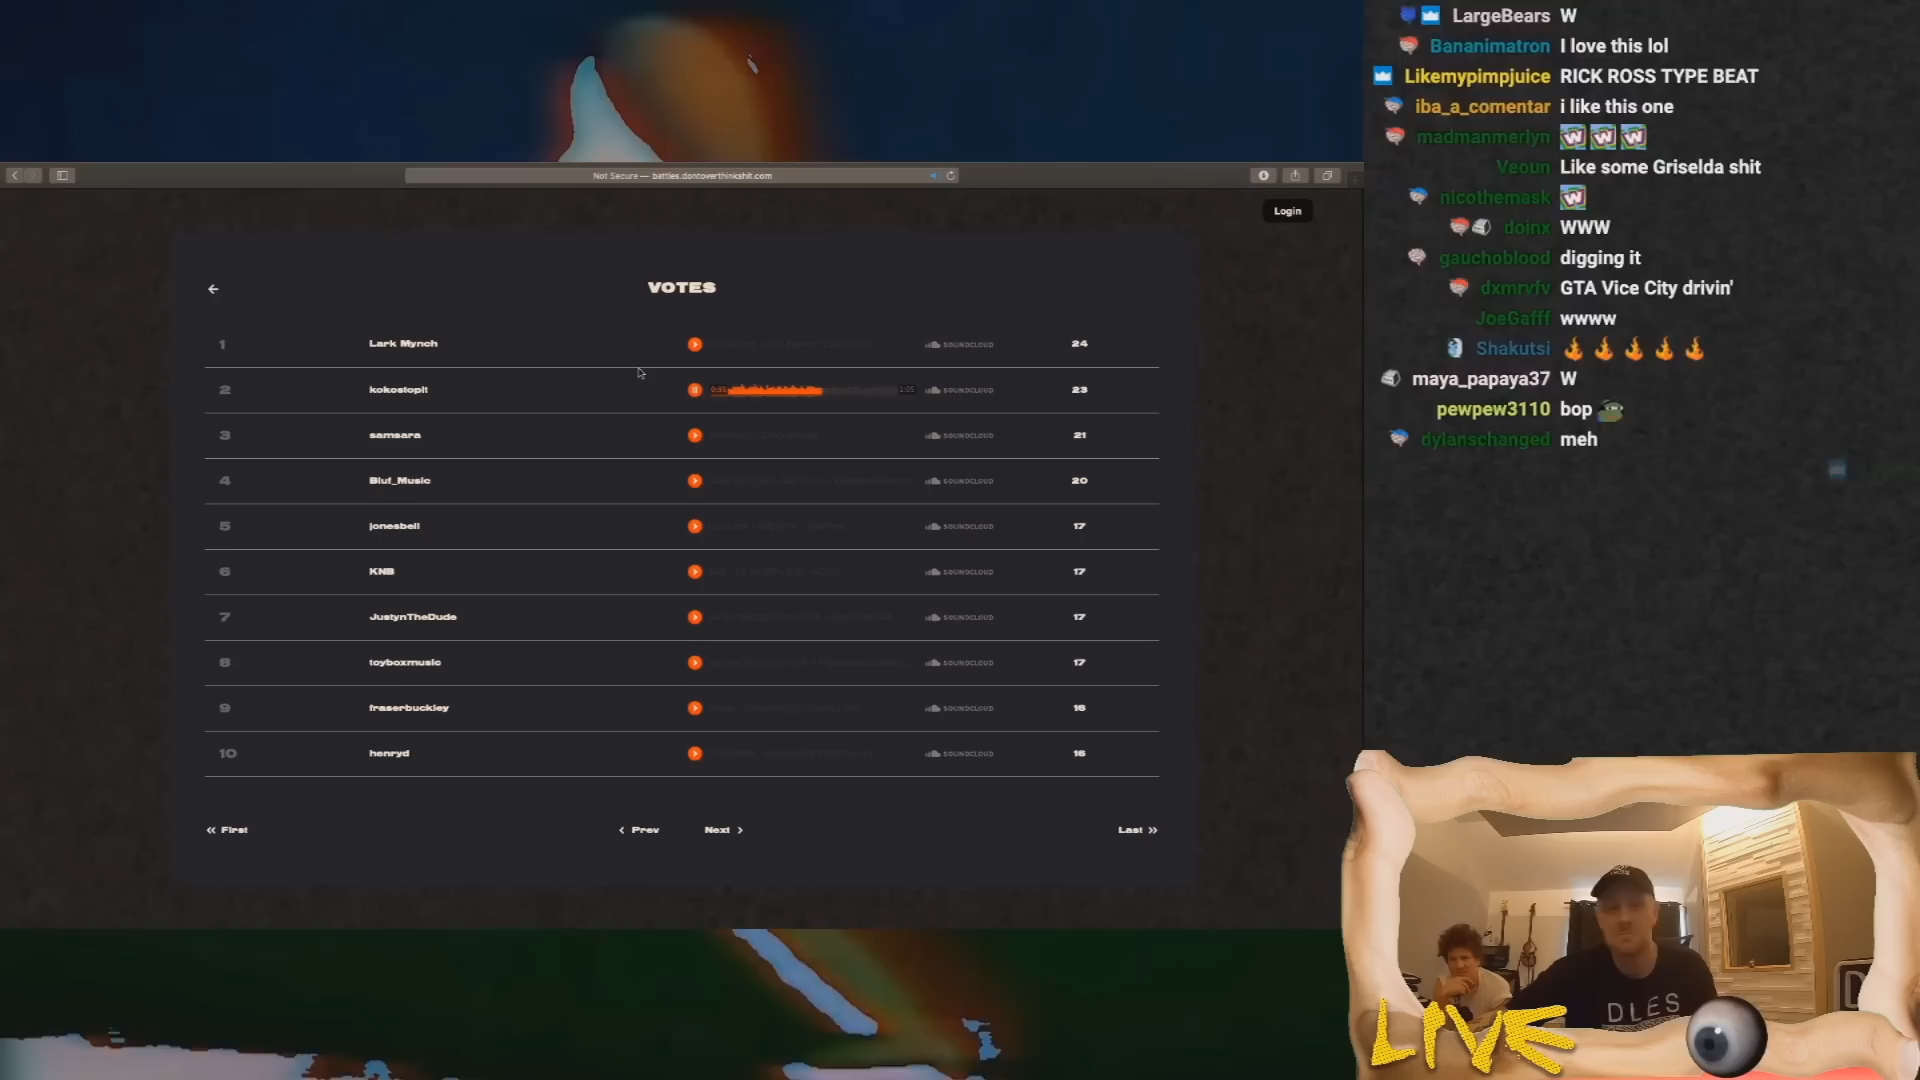 LargeBears W
Bananimatron I love this lol
Likemypimpjuice RICK ROSS TYPE BEAT
iba_a_comentar i like this one
madmanmerlyn W W W
Veoun Like some Griselda shit
nicothemask W
doinx WWW
gauchoblood digging it
dxmrvfv GTA Vice City drivin'
JoeGafff wwww
Shakutsi
maya_papaya37 W
pewpew3110 bop
dylanschanged meh
Not Secure — battles.dontoverthinkshit.com
Login
VOTES
1 Lark Mynch SOUNDCLOUD 24
2 kokostopit 0:35 1:05 SOUNDCLOUD 23
3 samsara SOUNDCLOUD 21
4 Bluf_Music SOUNDCLOUD 20
5 jonesbell SOUNDCLOUD 17
6 KNB SOUNDCLOUD 17
7 JustynTheDude SOUNDCLOUD 17
8 toyboxmusic SOUNDCLOUD 17
9 fraserbuckley SOUNDCLOUD 16
10 henryd SOUNDCLOUD 16
« First ‹ Prev Next › Last »
DLES
LIVE